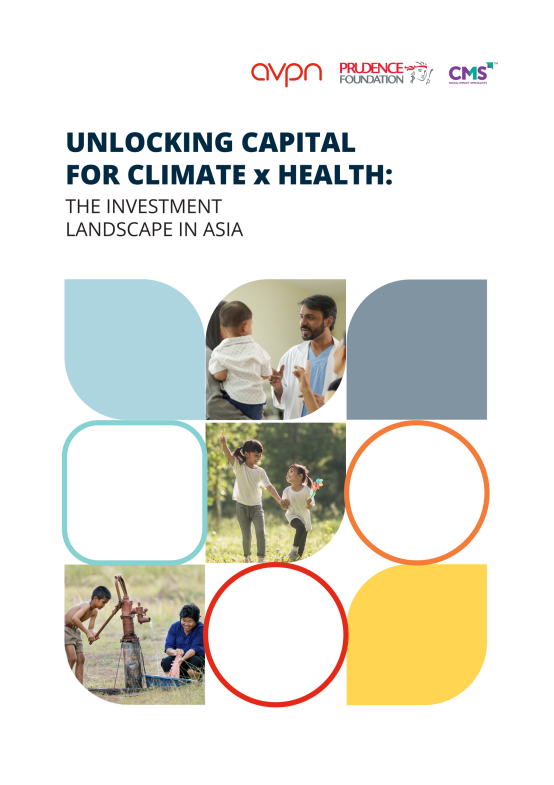 avpn
PRUDENCE
FOUNDATION
CMS
UNLOCKING CAPITAL
FOR CLIMATE x HEALTH:
THE INVESTMENT
LANDSCAPE IN ASIA